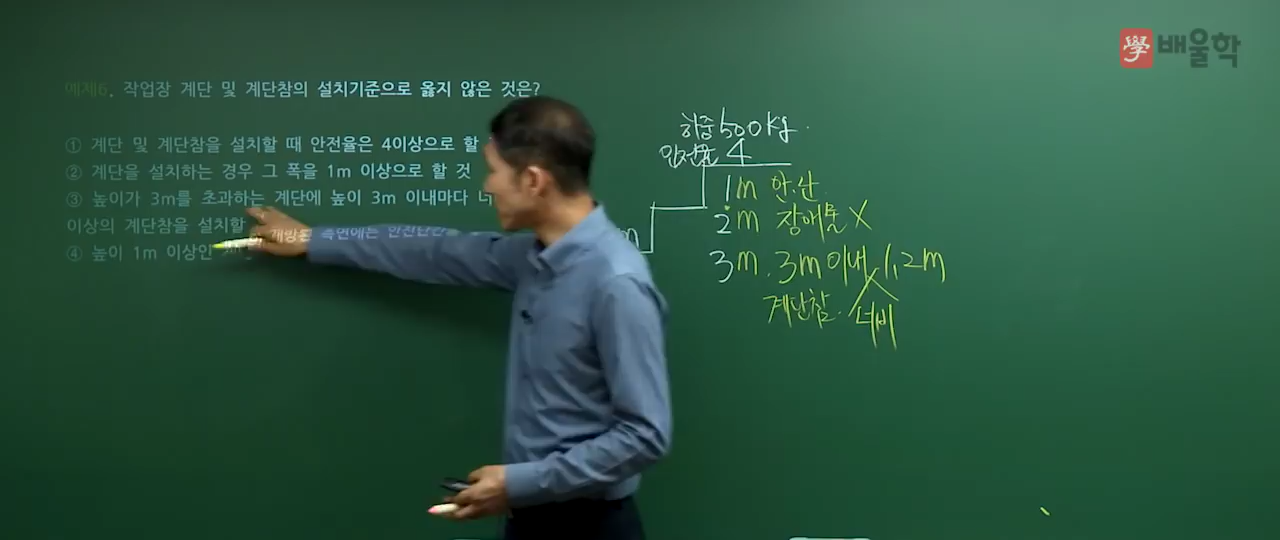 學 배울학
예제6. 작업장 계단 및 계단참의 설치기준으로 옳지 않은 것은?
① 계단 및 계단참을 설치할 때 안전율은 4이상으로 할
② 계단을 설치하는 경우 그 폭을 1m 이상으로 할 것
③ 높이가 3m를 초과하는 계단에 높이 3m 이내마다 너
이상의 계단참을 설치할
④ 높이 1m 이상인 개방된 측면에는 안전난간
하중 500kg.
안전율 4
1m 안.난
2m 장애물 X
3m. 3m 이내 1.2m
계단참. 너비
m